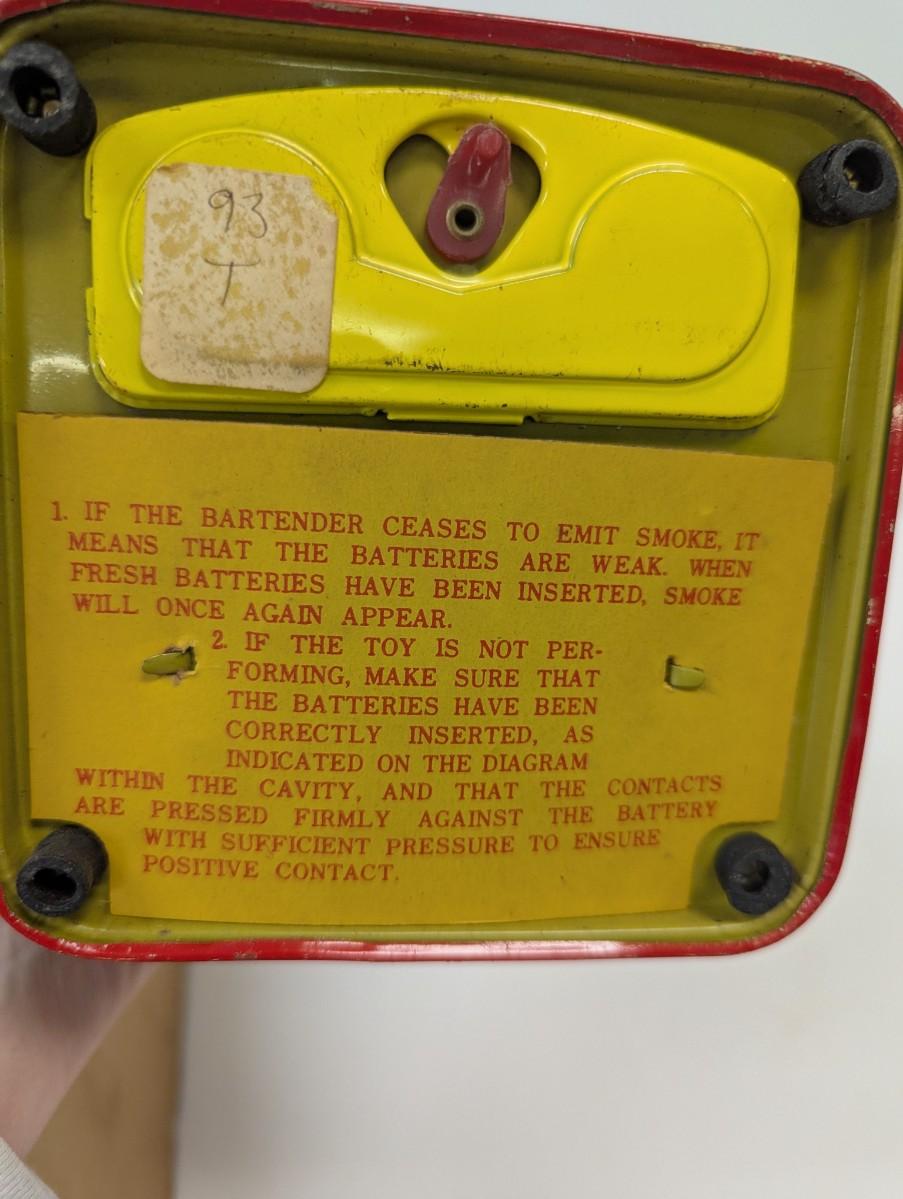 93
T
1. IF THE BARTENDER CEASES TO EMIT SMOKE, IT
MEANS THAT THE BATTERIES ARE WEAK. WHEN
FRESH BATTERIES HAVE BEEN INSERTED, SMOKE
WILL ONCE AGAIN APPEAR.
2. IF THE TOY IS NOT PER-
FORMING, MAKE SURE THAT
THE BATTERIES HAVE BEEN
CORRECTLY INSERTED, AS
INDICATED ON THE DIAGRAM
WITHIN THE CAVITY, AND THAT THE CONTACTS
ARE PRESSED FIRMLY AGAINST THE BATTERY
WITH SUFFICIENT PRESSURE TO ENSURE
POSITIVE CONTACT.